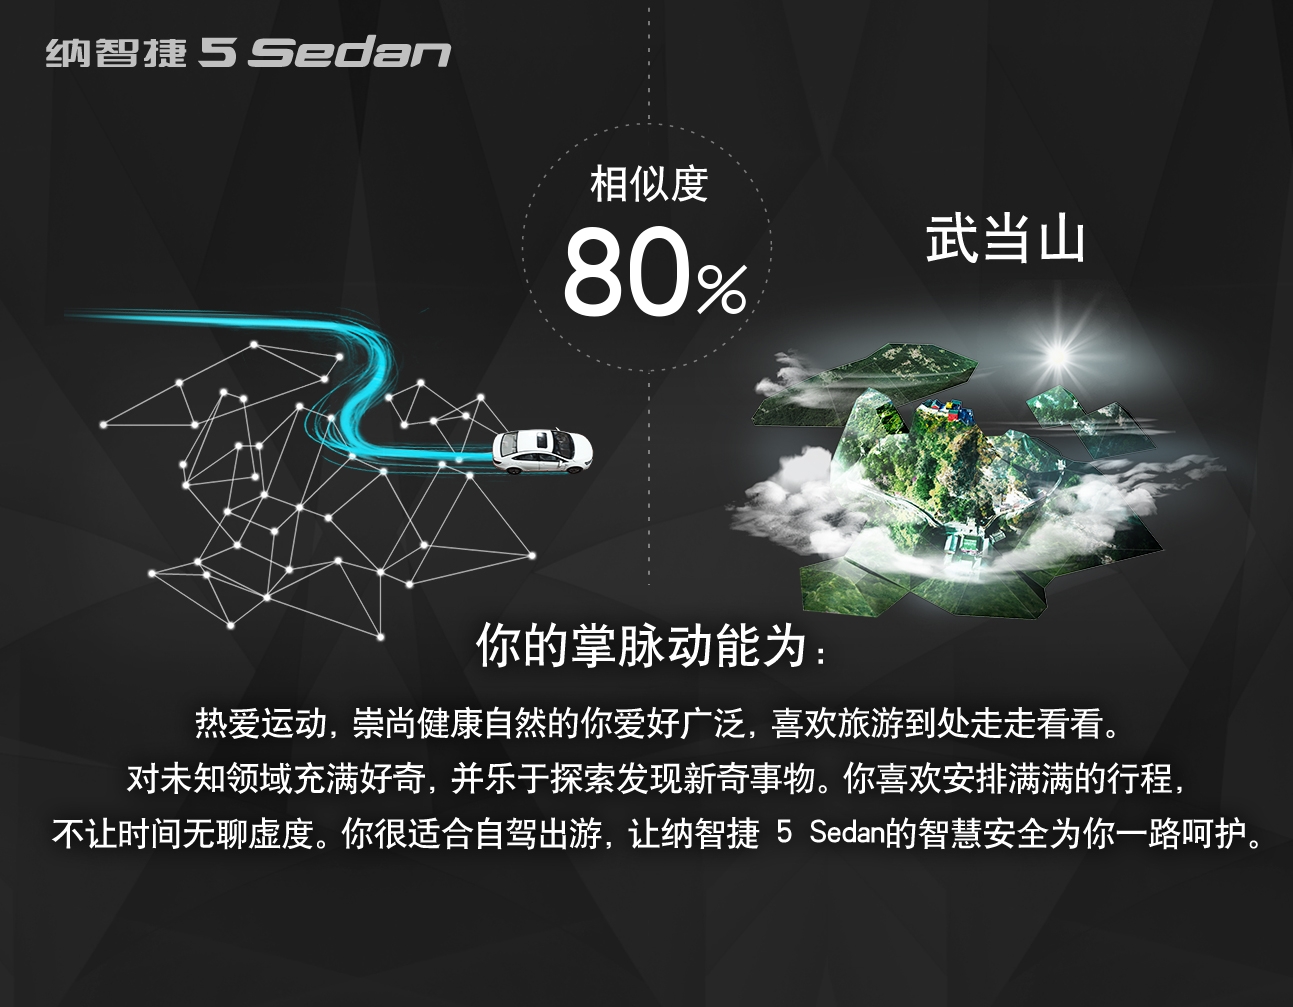 纳智捷 5 Sedan
相似度
80%
武当山
你的掌脉动能为：
热爱运动，崇尚健康自然的你爱好广泛，喜欢旅游到处走走看看。
对未知领域充满好奇，并乐于探索发现新奇事物。你喜欢安排满满的行程，
不让时间无聊虚度。你很适合自驾出游，让纳智捷 5 Sedan的智慧安全为你一路呵护。